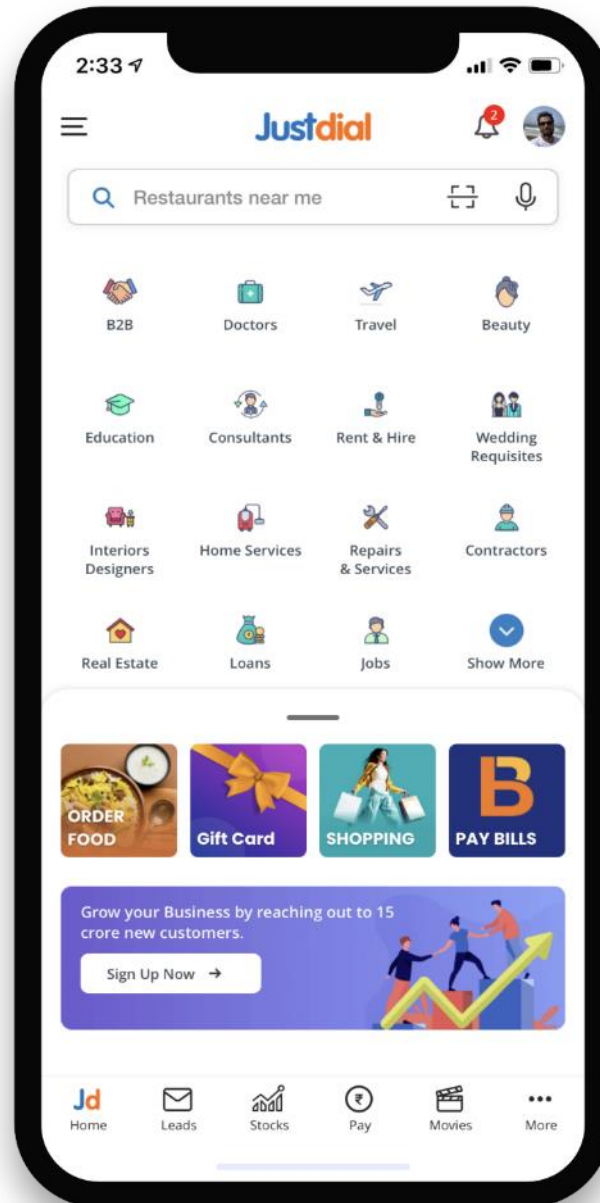 2:33
Justdial
2
Restaurants near me
B2B
Doctors
Travel
Beauty
Education
Consultants
Rent & Hire
Wedding
Requisites
Interiors
Designers
Home Services
Repairs
& Services
Contractors
Real Estate
Loans
Jobs
Show More
ORDER
FOOD
Gift Card
SHOPPING
B
PAY BILLS
Grow your Business by reaching out to 15
crore new customers.
Sign Up Now →
Jd
Home
Leads
Stocks
₹
Pay
Movies
More